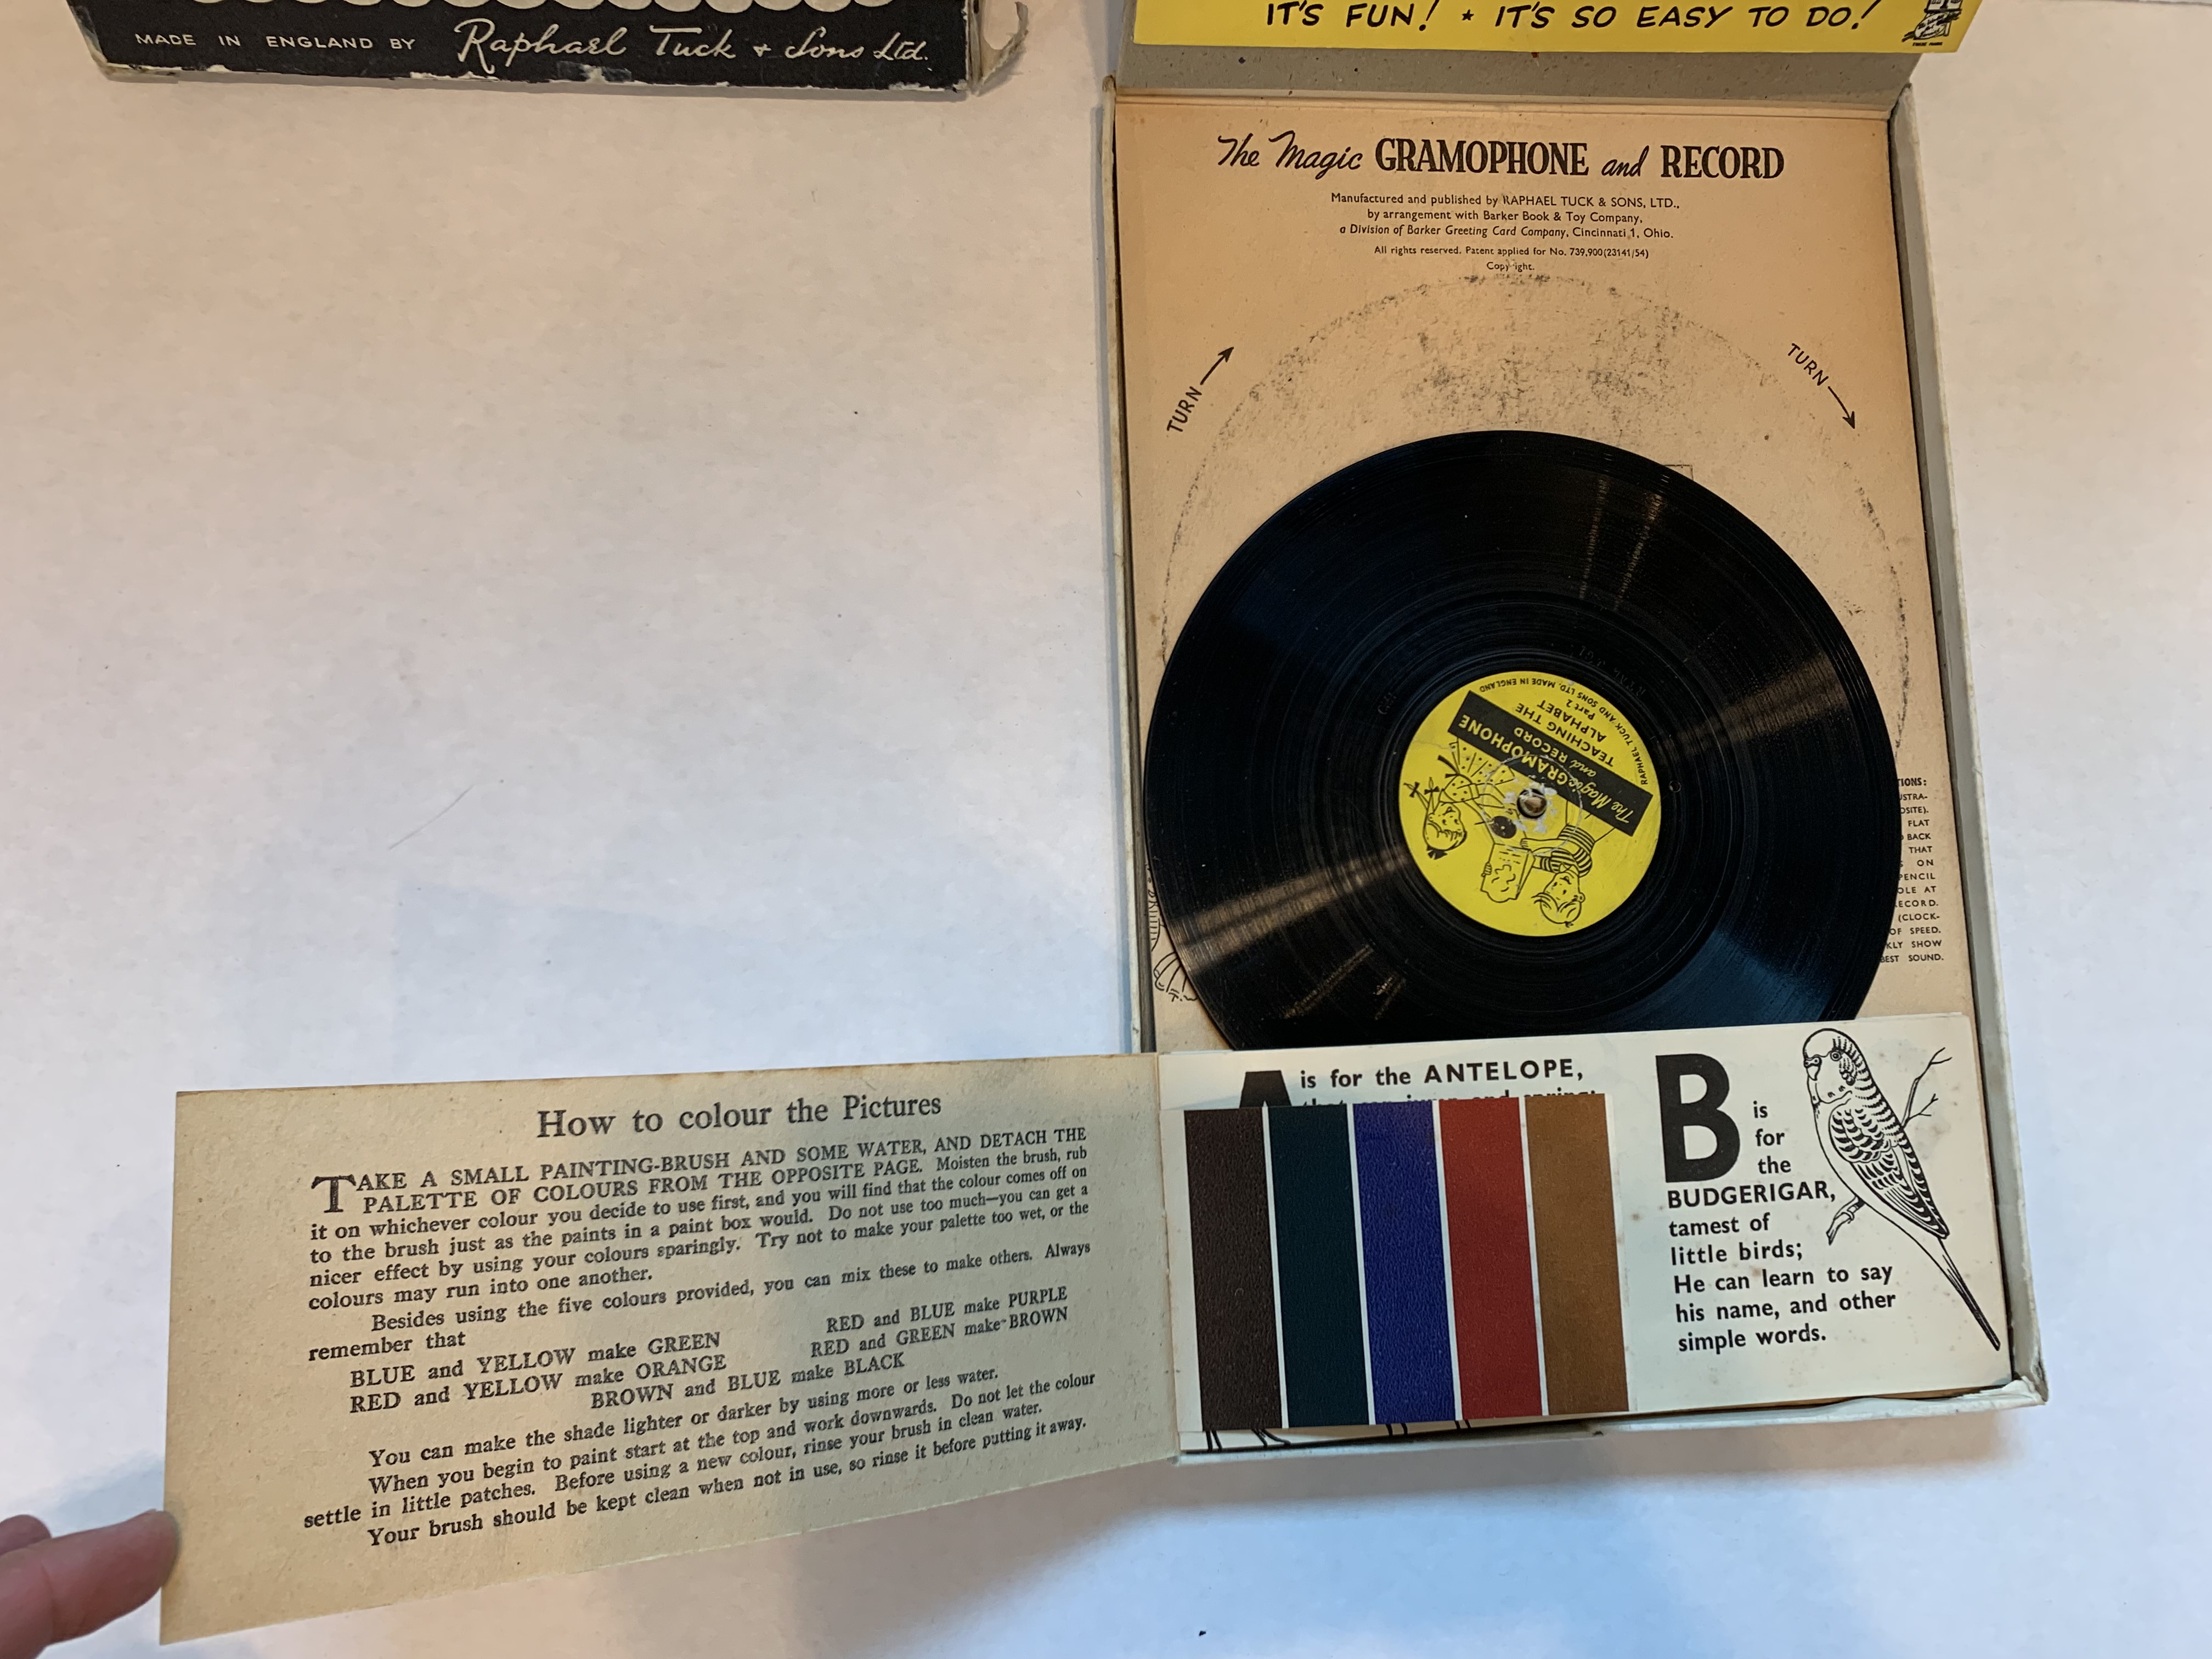 MADE IN ENGLAND BY Raphael Tuck & Sons Ltd.
IT'S FUN! ★ IT'S SO EASY TO DO!
The Magic GRAMOPHONE and RECORD
Manufactured and published by RAPHAEL TUCK & SONS, LTD.,
by arrangement with Barker Book & Toy Company,
a Division of Barker Greeting Card Company, Cincinnati 1, Ohio.
All rights reserved. Patent applied for No. 739,900(23141/54)
Copyright.
TURN
TURN
The Magic GRAMOPHONE
and RECORD
TEACHING THE
ALPHABET
Part 2
RAPHAEL TUCK AND SONS LTD. MADE IN ENGLAND
FLAT
BACK
THAT
ON
PENCIL
AT
(CLOCK-
OF SPEED.
SHOW
BEST SOUND.
How to colour the Pictures
TAKE A SMALL PAINTING-BRUSH AND SOME WATER, AND DETACH THE
PALETTE OF COLOURS FROM THE OPPOSITE PAGE. Moisten the brush, rub
it on whichever colour you decide to use first, and you will find that the colour comes off on
to the brush just as the paints in a paint box would. Do not use too much—you can get a
nicer effect by using your colours sparingly. Try not to make your palette too wet, or the
colours may run into one another.
Besides using the five colours provided, you can mix these to make others. Always
remember that
BLUE and YELLOW make GREEN RED and BLUE make PURPLE
RED and YELLOW make ORANGE RED and GREEN make BROWN
BROWN and BLUE make BLACK
You can make the shade lighter or darker by using more or less water.
When you begin to paint start at the top and work downwards. Do not let the colour
settle in little patches. Before using a new colour, rinse your brush in clean water.
Your brush should be kept clean when not in use, so rinse it before putting it away.
A is for the ANTELOPE,
B is
for
the
BUDGERIGAR,
tamest of
little birds;
He can learn to say
his name, and other
simple words.